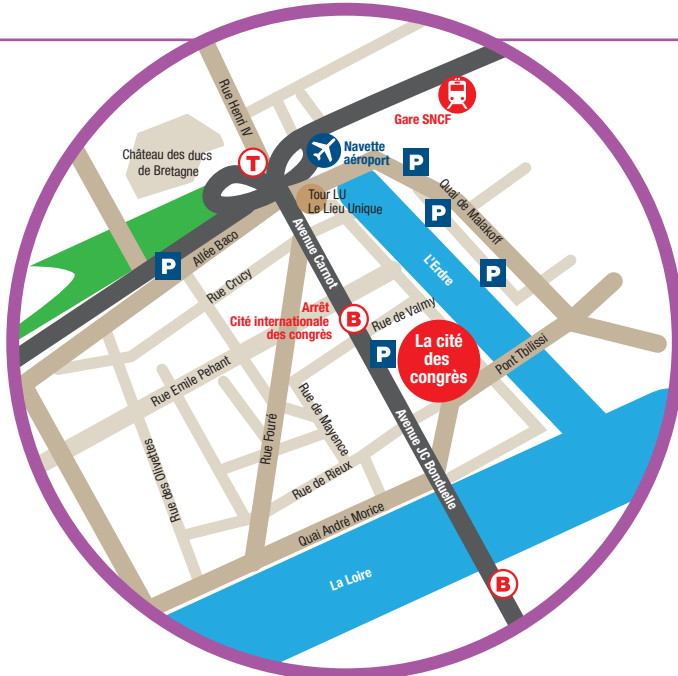 Rue Henri IV
Gare SNCF
Château des ducs
de Bretagne
T
Navette
aéroport
P
Tour LU
Le Lieu Unique
Quai de Malakoff
P
Allée Baco
Avenue Carnot
L'Erdre
P
P
Rue Crucy
Arrêt
Cité internationale
des congrès
B
Rue de Valmy
La cité
des
congrès
P
Pont Tbilissi
Rue Emile Pehant
Rue de Mayence
Avenue JC Bonduelle
Rue Fouré
Rue des Olivettes
Rue de Rieux
Quai André Morice
La Loire
B